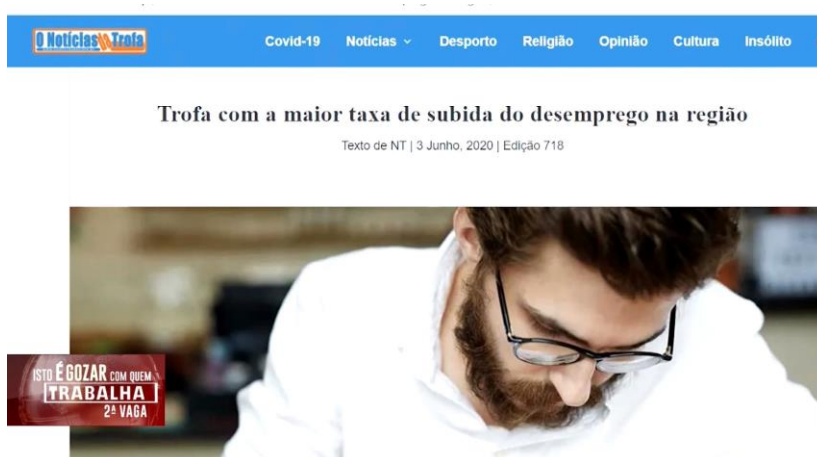 O Notícias da Trofa
Covid-19 Notícias Desporto Religião Opinião Cultura Insólito
Trofa com a maior taxa de subida do desemprego na região
Texto de NT | 3 Junho, 2020 | Edição 718
ISTO É GOZAR COM QUEM
TRABALHA
2ª VAGA